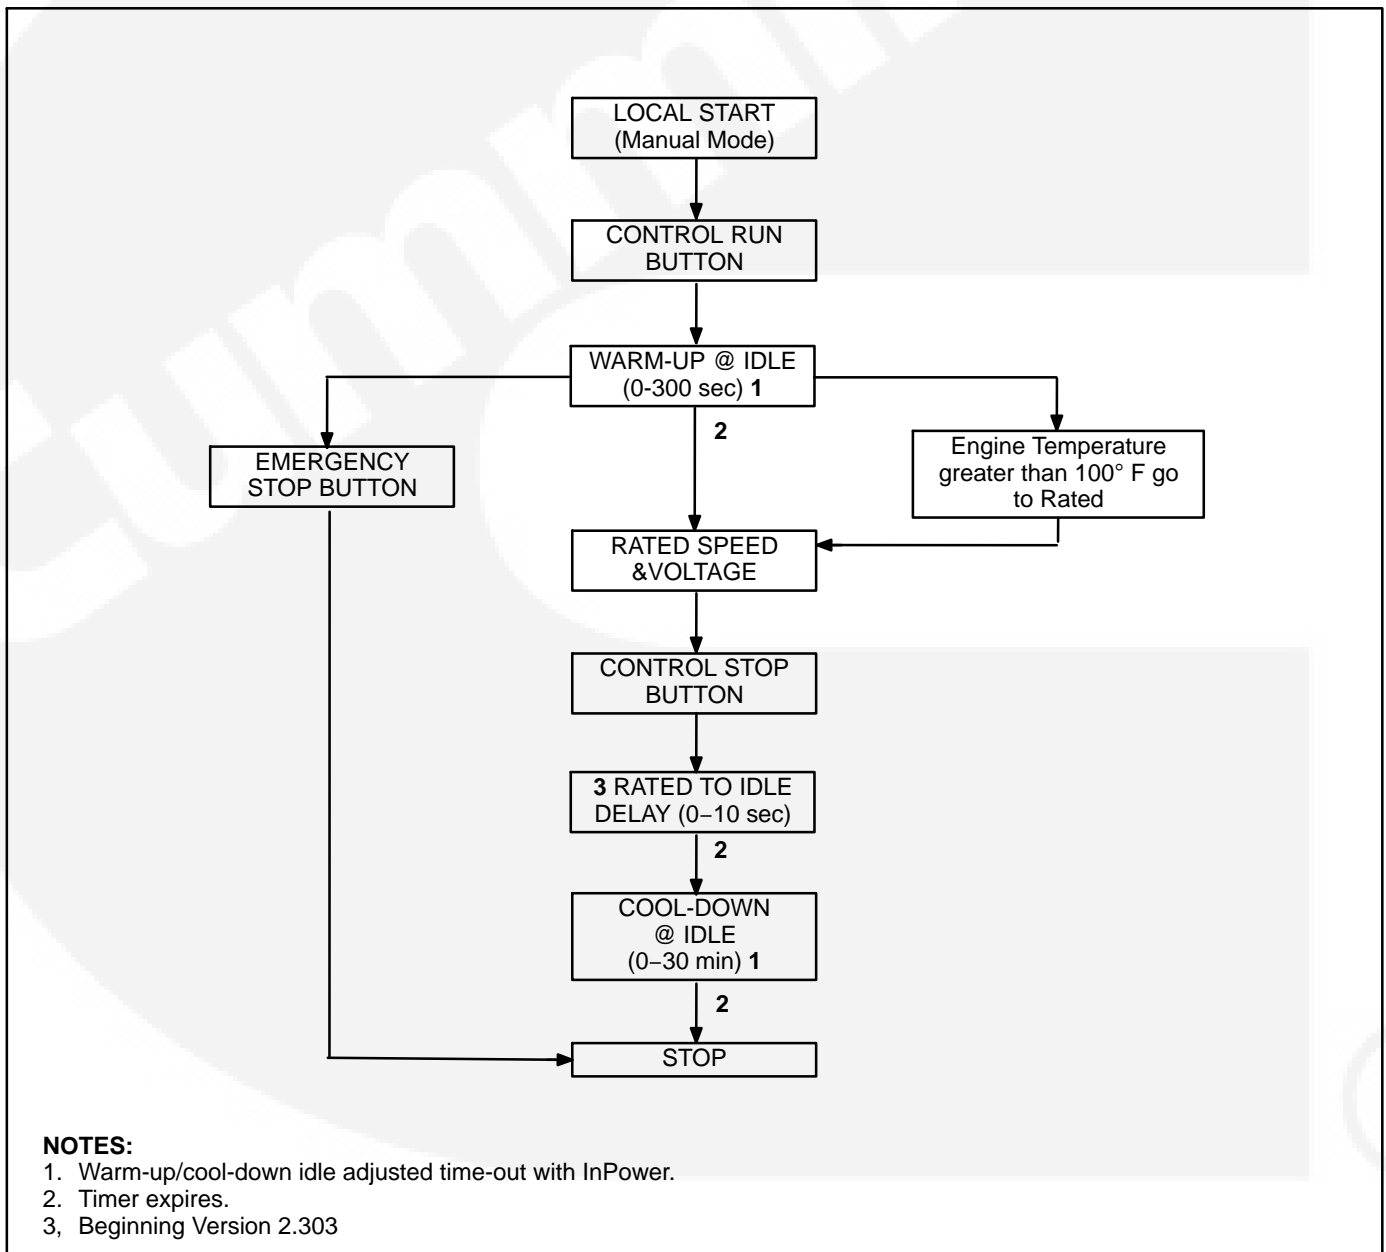 LOCAL START
(Manual Mode)
CONTROL RUN
BUTTON
WARM-UP @ IDLE
(0-300 sec) 1
2
EMERGENCY
STOP BUTTON
Engine Temperature
greater than 100° F go
to Rated
RATED SPEED
&VOLTAGE
CONTROL STOP
BUTTON
3 RATED TO IDLE
DELAY (0–10 sec)
2
COOL-DOWN
@ IDLE
(0–30 min) 1
2
STOP
NOTES:
1. Warm-up/cool-down idle adjusted time-out with InPower.
2. Timer expires.
3, Beginning Version 2.303